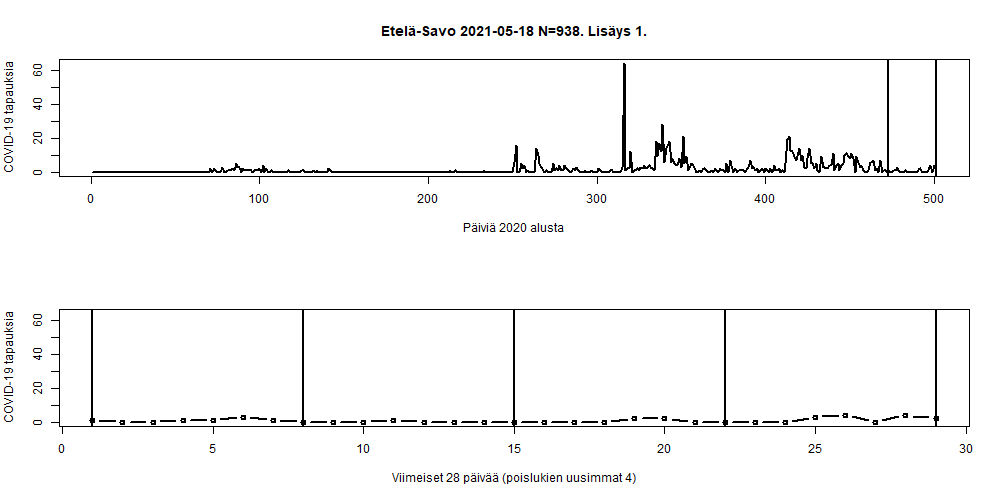 Etelä-Savo 2021-05-18 N=938. Lisäys 1.
COVID-19 tapauksia
0 20 40 60
0 100 200 300 400 500
Päiviä 2020 alusta
COVID-19 tapauksia
0 20 40 60
0 5 10 15 20 25 30
Viimeiset 28 päivää (poislukien uusimmat 4)